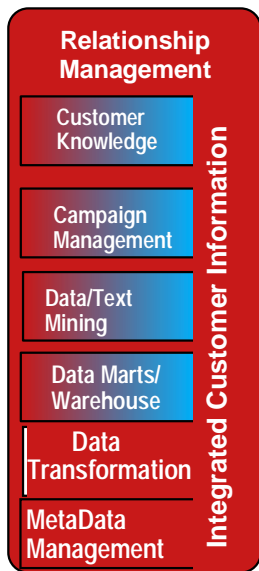 Relationship
Management
Customer
Knowledge
Campaign
Management
Data/Text
Mining
Data Marts/
Warehouse
Data
Transformation
MetaData
Management
Integrated Customer Information